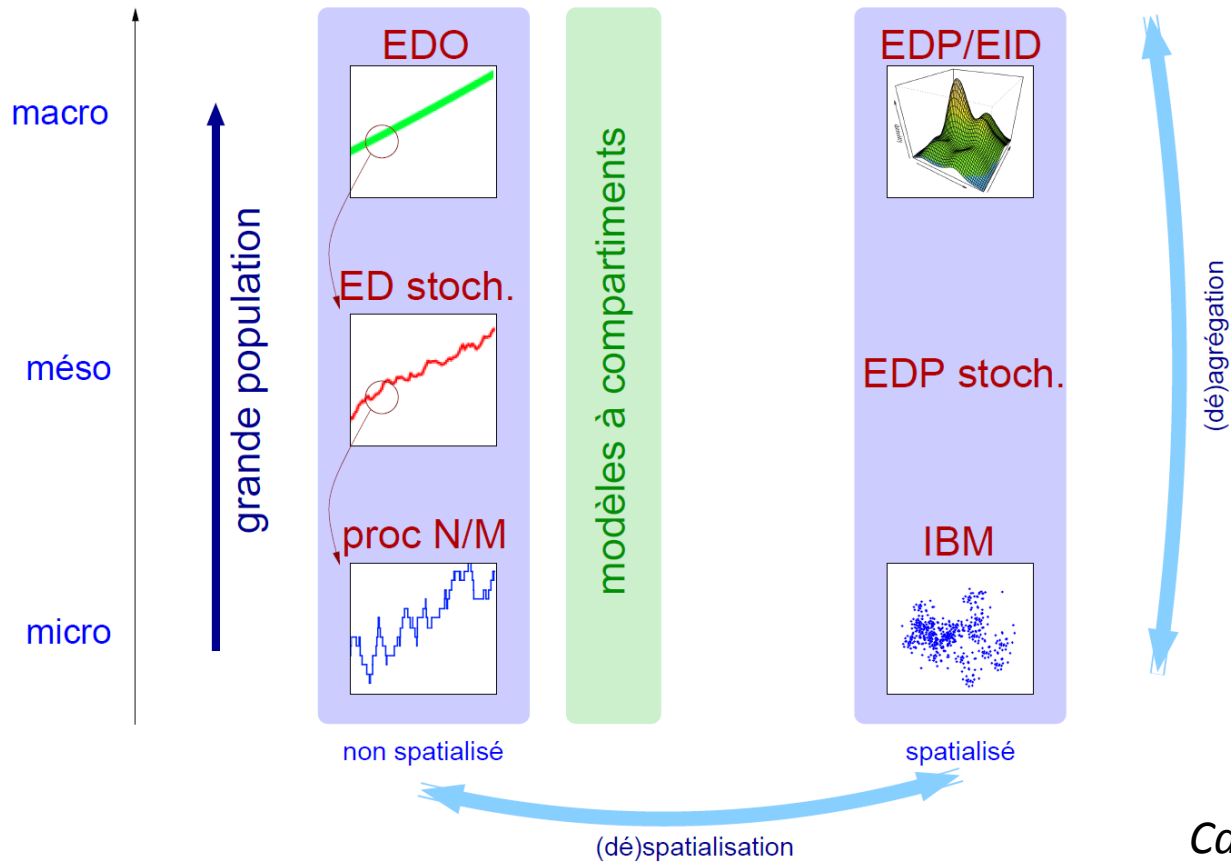 EDO
EDP/EID
macro
grande population
modèles à compartiments
(dé)agrégation
ED stoch.
méso
EDP stoch.
proc N/M
IBM
micro
non spatialisé
spatialisé
(dé)spatialisation